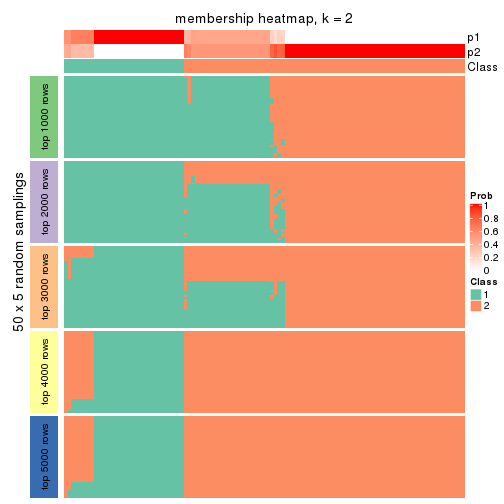 membership heatmap, k = 2
p1
p2
Class
50 x 5 random samplings
top 1000 rows
top 2000 rows
top 3000 rows
top 4000 rows
top 5000 rows
Prob
1
0.8
0.6
0.4
0.2
0
Class
1
2